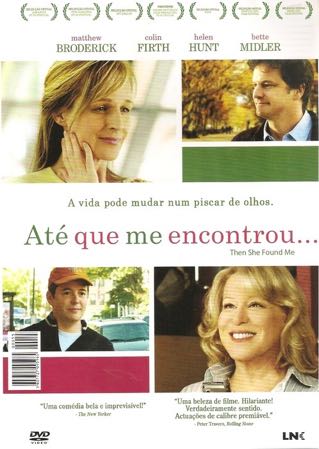 matthew colin helen bette
BRODERICK FIRTH HUNT MIDLER
A vida pode mudar num piscar de olhos.
Até que me encontrou...
Then She Found Me
"Uma comédia bela e imprevisível!"
- The New Yorker
"Uma beleza de filme. Hilariante!
Verdadeiramente sentido.
Actuações de calibre premiado."
- Peter Travers, Rolling Stone
DVD
VIDEO
LNK